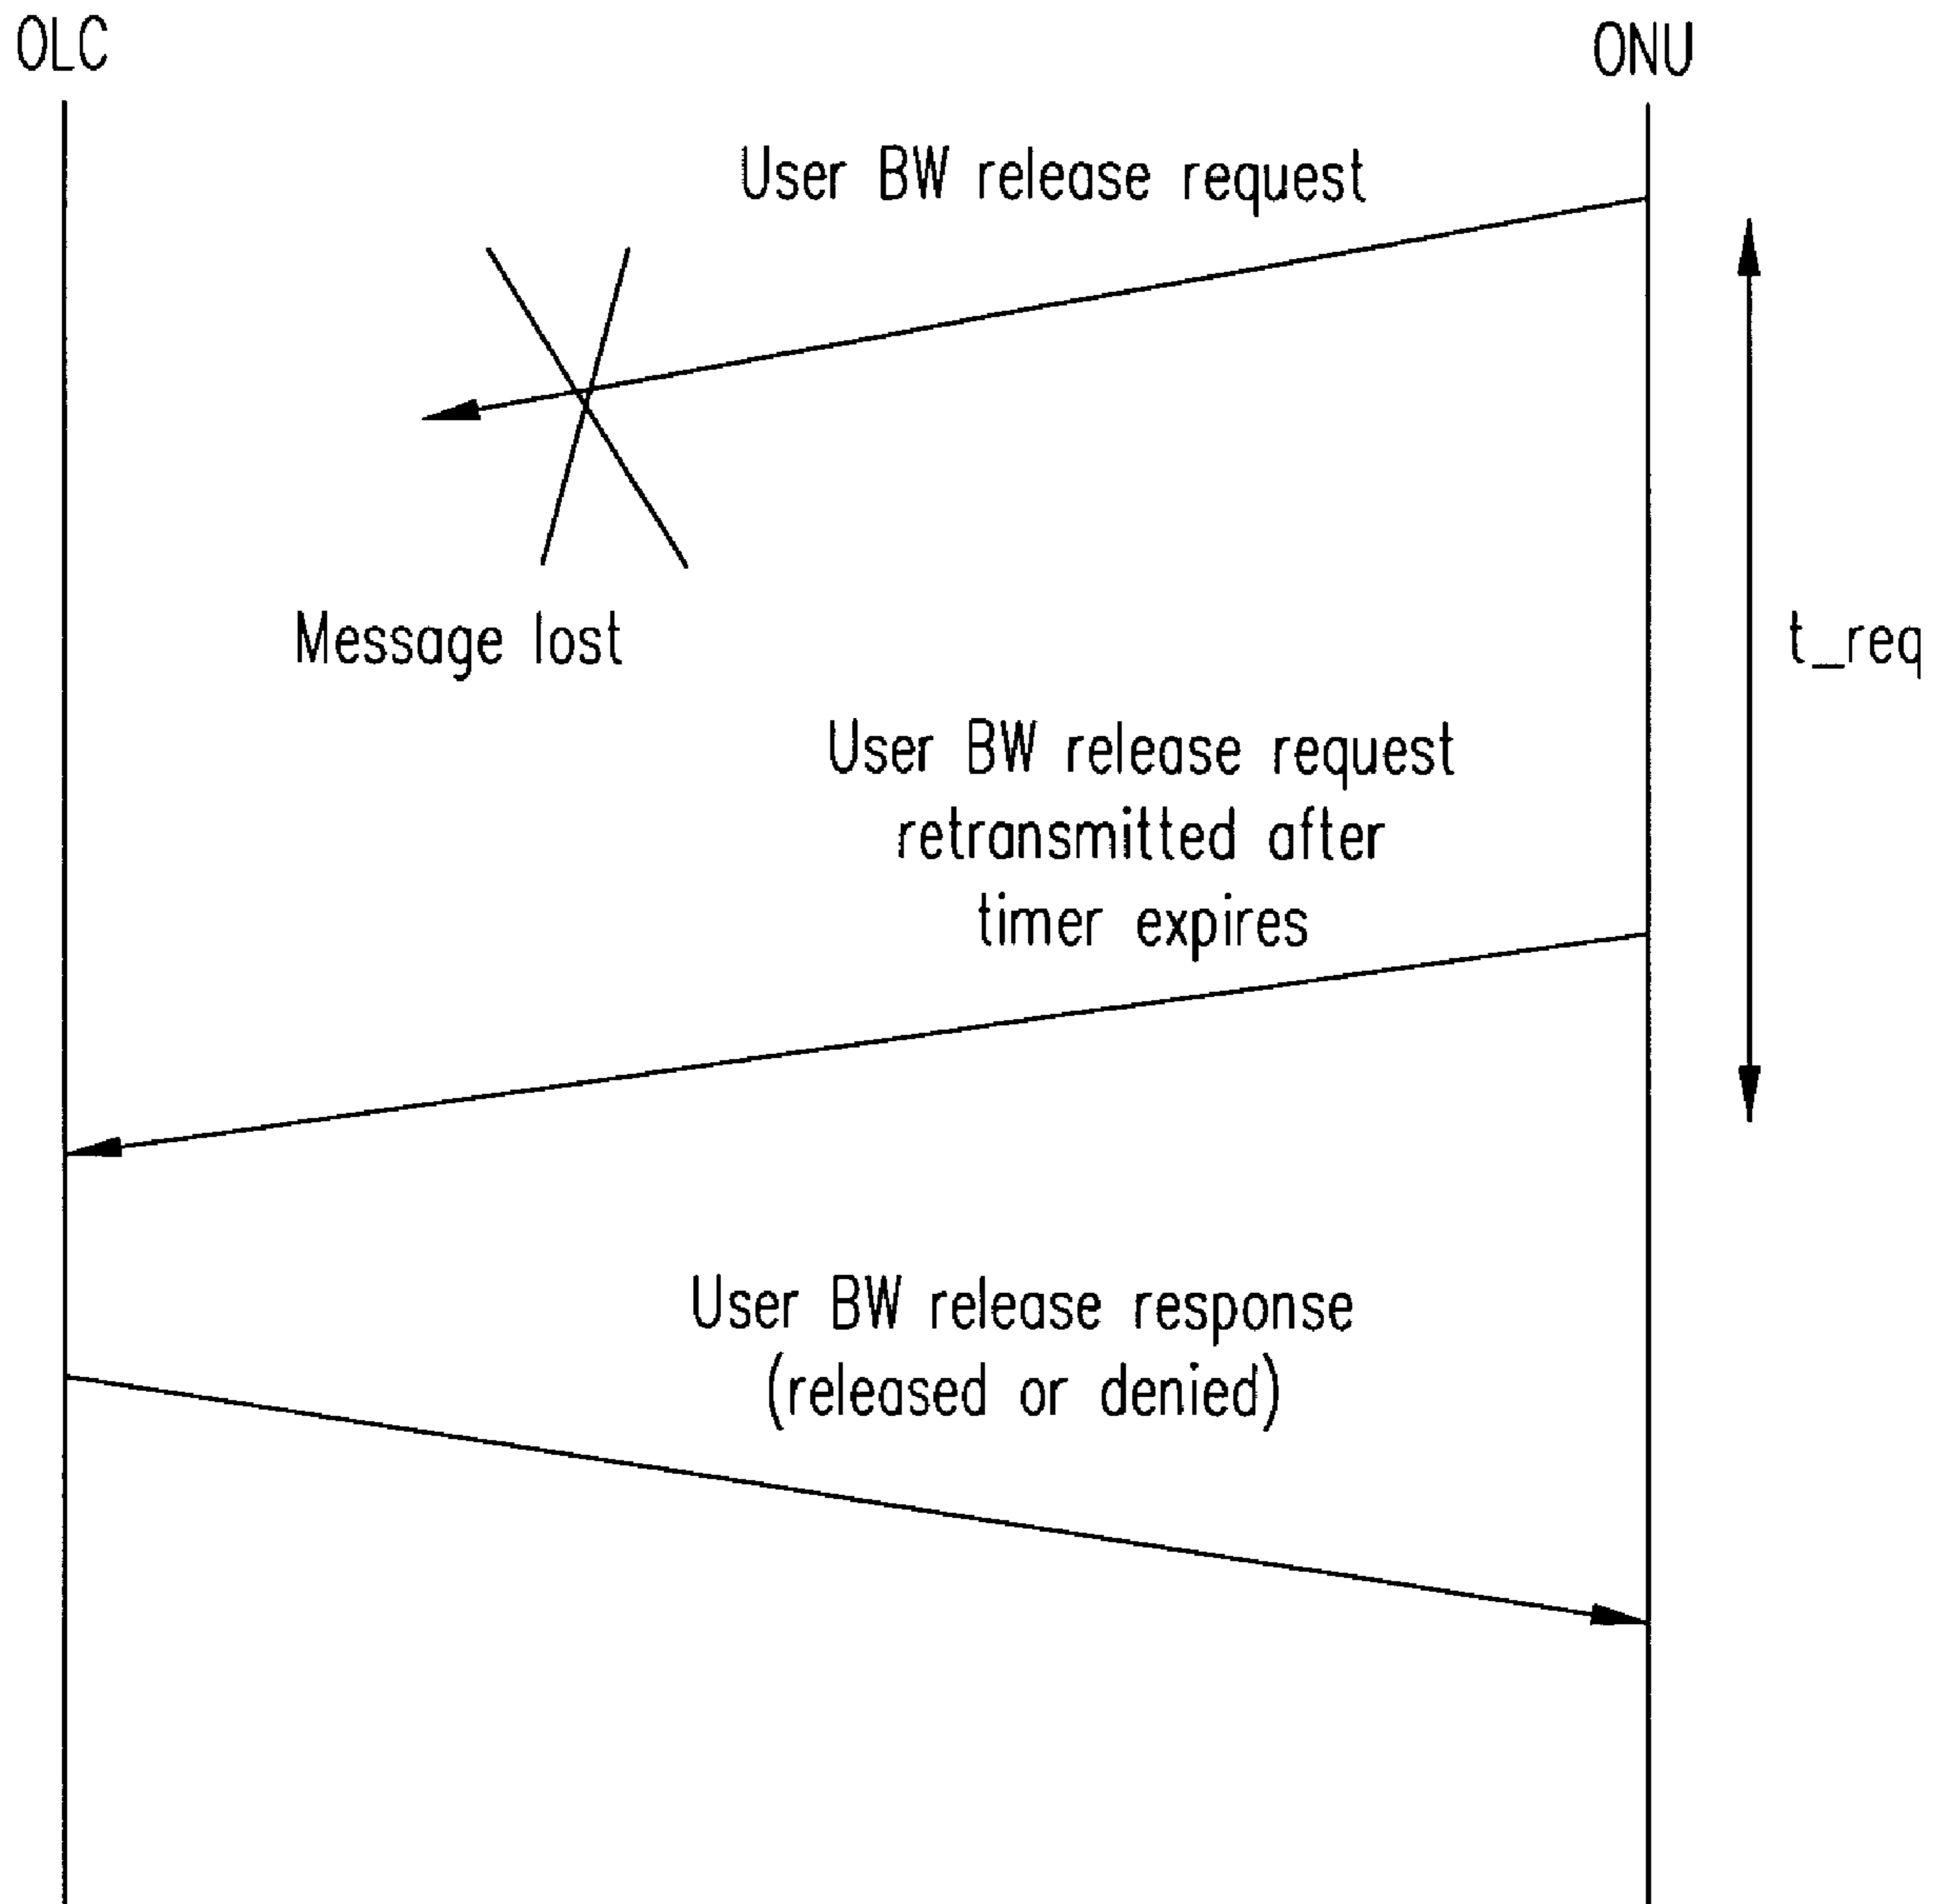 OLC
ONU
User BW release request
Message lost
t_req
User BW release request
retransmitted after
timer expires
User BW release response
(released or denied)